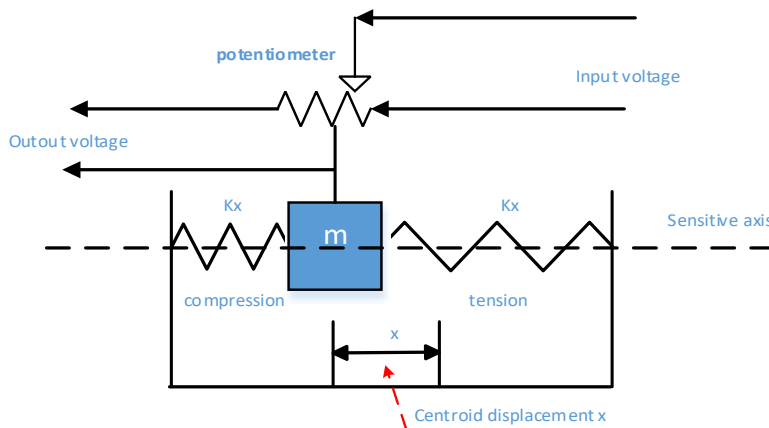 potentiometer
Input voltage
Outout voltage
Kx
Kx
m
Sensitive axis
compression
tension
x
Centroid displacement x